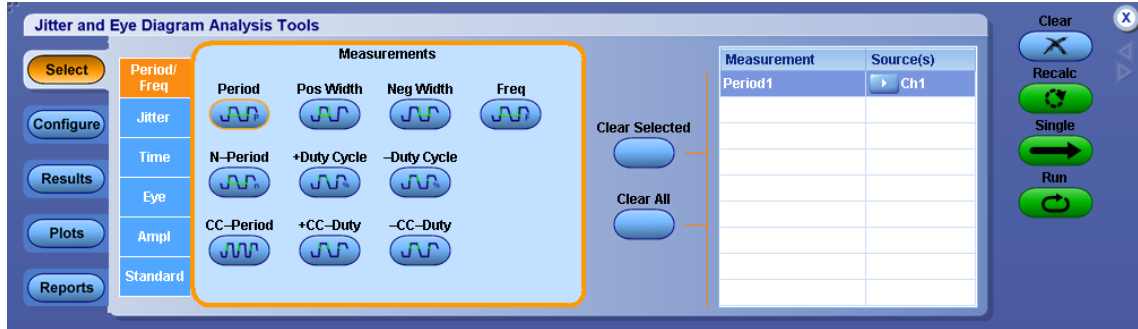 Jitter and Eye Diagram Analysis Tools
Select
Configure
Results
Plots
Reports
Period/
Freq
Jitter
Time
Eye
Ampl
Standard
Measurements
Period
Pos Width
Neg Width
Freq
N–Period
+Duty Cycle
–Duty Cycle
CC–Period
+CC–Duty
–CC–Duty
Clear Selected
Clear All
Measurement
Source(s)
Period1
Ch1
Clear
X
Recalc
Single
Run